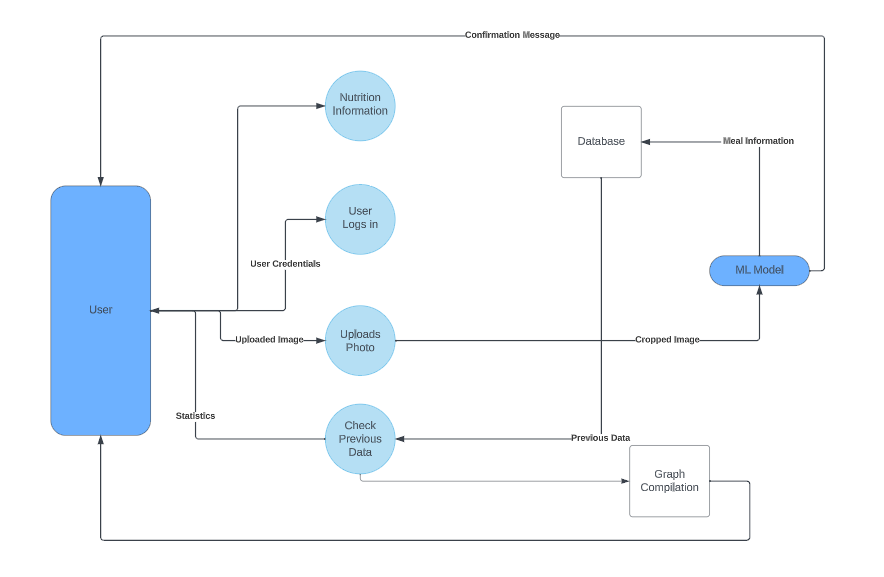 Confirmation Message
Nutrition
Information
Database
Meal Information
User
Logs in
User Credentials
ML Model
User
Uploaded Image
Uploads
Photo
Cropped Image
Statistics
Check
Previous
Data
Previous Data
Graph
Compilation